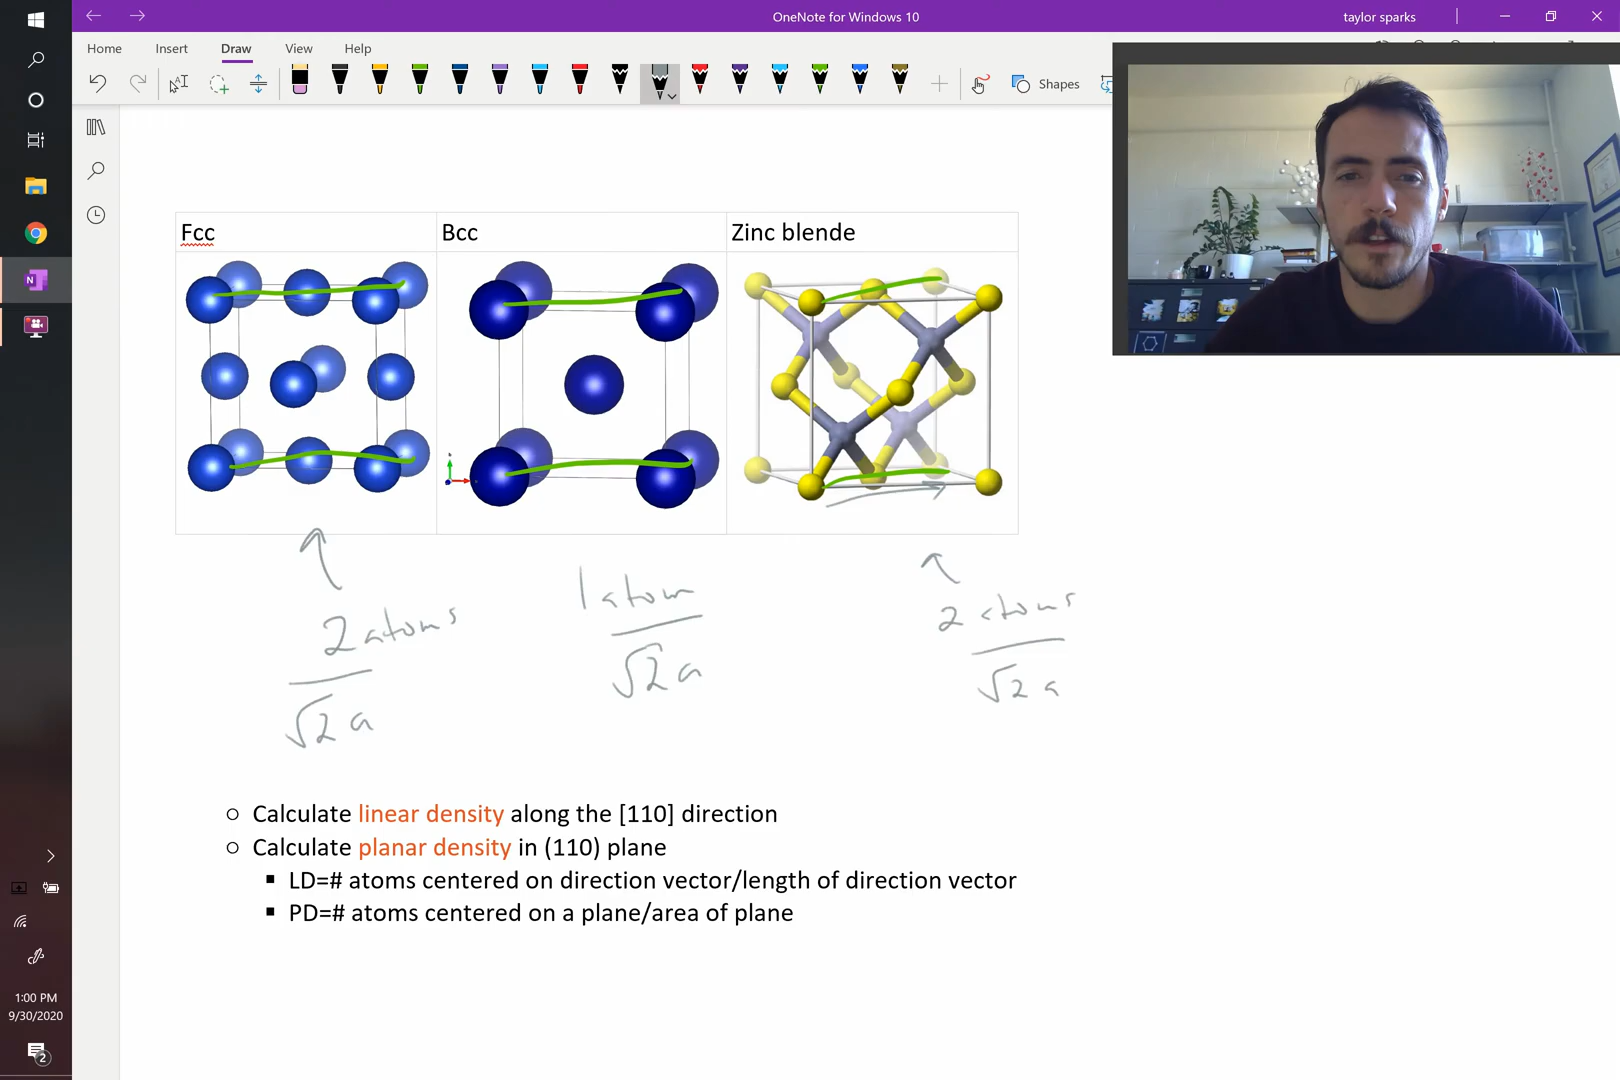 OneNote for Windows 10
taylor sparks
Home Insert Draw View Help
Shapes
Fcc Bcc Zinc blende
2 atoms
√2 a
1 atom
√2 a
2 atoms
√2 a
Calculate linear density along the [110] direction
Calculate planar density in (110) plane
LD=# atoms centered on direction vector/length of direction vector
PD=# atoms centered on a plane/area of plane
1:00 PM
9/30/2020
2